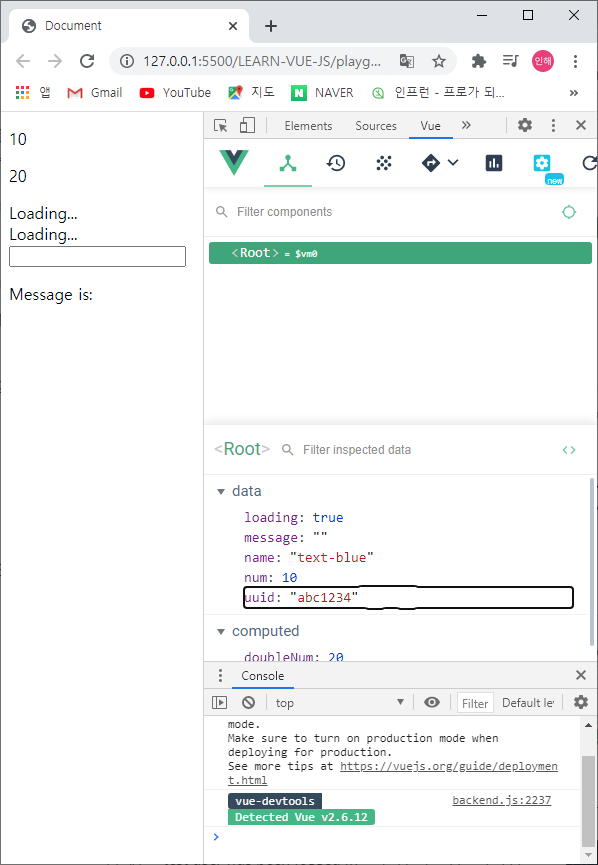 Document
127.0.0.1:5500/LEARN-VUE-JS/playg...
인해
앱 Gmail YouTube 지도 NAVER 인프런 - 프로가 되... »
10
20
Loading...
Loading...
Message is:
Elements Sources Vue »
new
Filter components
<Root> = $vm0
<Root> Filter inspected data
data
loading: true
message: ""
name: "text-blue"
num: 10
uuid: "abc1234"
computed
doubleNum: 20
Console
top Filter Default le
mode.
Make sure to turn on production mode when
deploying for production.
See more tips at https://vuejs.org/guide/deploymen
t.html
vue-devtools backend.js:2237
Detected Vue v2.6.12